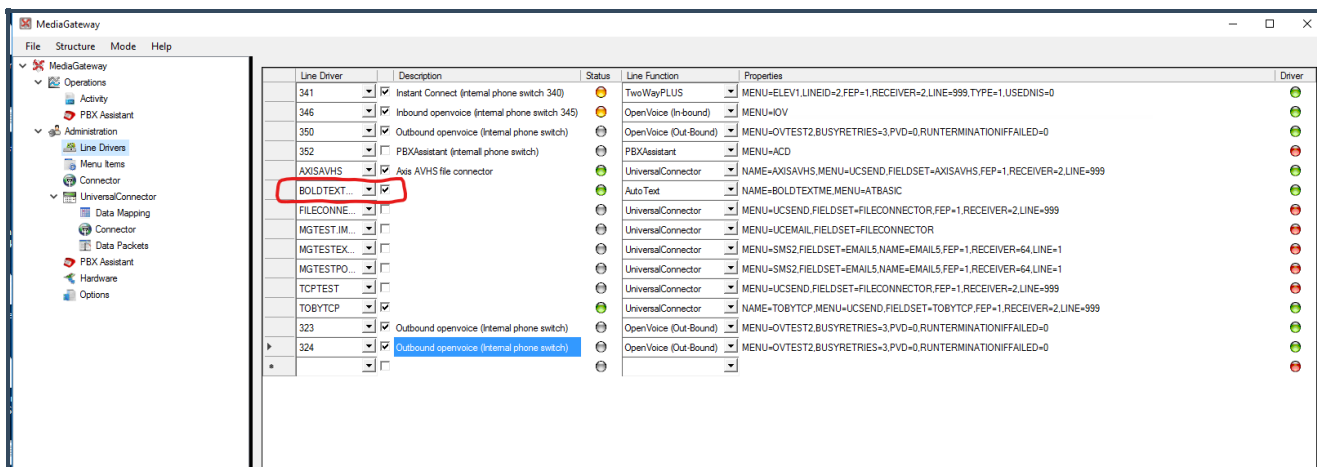 MediaGateway
File Structure Mode Help
MediaGateway
Operations
Activity
PBX Assistant
Administration
Line Drivers
Menu Items
Connector
UniversalConnector
Data Mapping
Connector
Data Packets
PBX Assistant
Hardware
Options
Line Driver Description Status Line Function Properties Driver
341 Instant Connect (internal phone switch 340) TwoWayPLUS MENU=ELEV1,LINEID=2,FEP=1,RECEIVER=2,LINE=999,TYPE=1,USEDNIS=0
346 Inbound openvoice (internal phone switch 345) OpenVoice (In-bound) MENU=IOV
350 Outbound openvoice (Internal phone switch) OpenVoice (Out-Bound) MENU=OVTEST2,BUSYRETRIES=3,PVD=0,RUNTERMINATIONIFFAILED=0
352 PBXAssistant (internall phone switch) PBXAssistant MENU=ACD
AXISAVHS Axis AVHS file connector UniversalConnector NAME=AXISAVHS,MENU=UCSEND,FIELDSET=AXISAVHS,FEP=1,RECEIVER=2,LINE=999
BOLDTEXT... AutoText NAME=BOLDTEXTME,MENU=ATBASIC
FILECONNE... UniversalConnector MENU=UCSEND,FIELDSET=FILECONNECTOR,FEP=1,RECEIVER=2,LINE=999
MGTEST.IM... UniversalConnector MENU=UCEMAIL,FIELDSET=FILECONNECTOR
MGTESTEX... UniversalConnector MENU=SMS2,FIELDSET=EMAIL5,NAME=EMAIL5,FEP=1,RECEIVER=64,LINE=1
MGTESTPO... UniversalConnector MENU=SMS2,FIELDSET=EMAIL5,NAME=EMAIL5,FEP=1,RECEIVER=64,LINE=1
TCPTEST UniversalConnector MENU=UCSEND,FIELDSET=FILECONNECTOR,FEP=1,RECEIVER=2,LINE=999
TOBYTCP UniversalConnector NAME=TOBYTCP,MENU=UCSEND,FIELDSET=TOBYTCP,FEP=1,RECEIVER=2,LINE=999
323 Outbound openvoice (Internal phone switch) OpenVoice (Out-Bound) MENU=OVTEST2,BUSYRETRIES=3,PVD=0,RUNTERMINATIONIFFAILED=0
324 Outbound openvoice (Internal phone switch) OpenVoice (Out-Bound) MENU=OVTEST2,BUSYRETRIES=3,PVD=0,RUNTERMINATIONIFFAILED=0